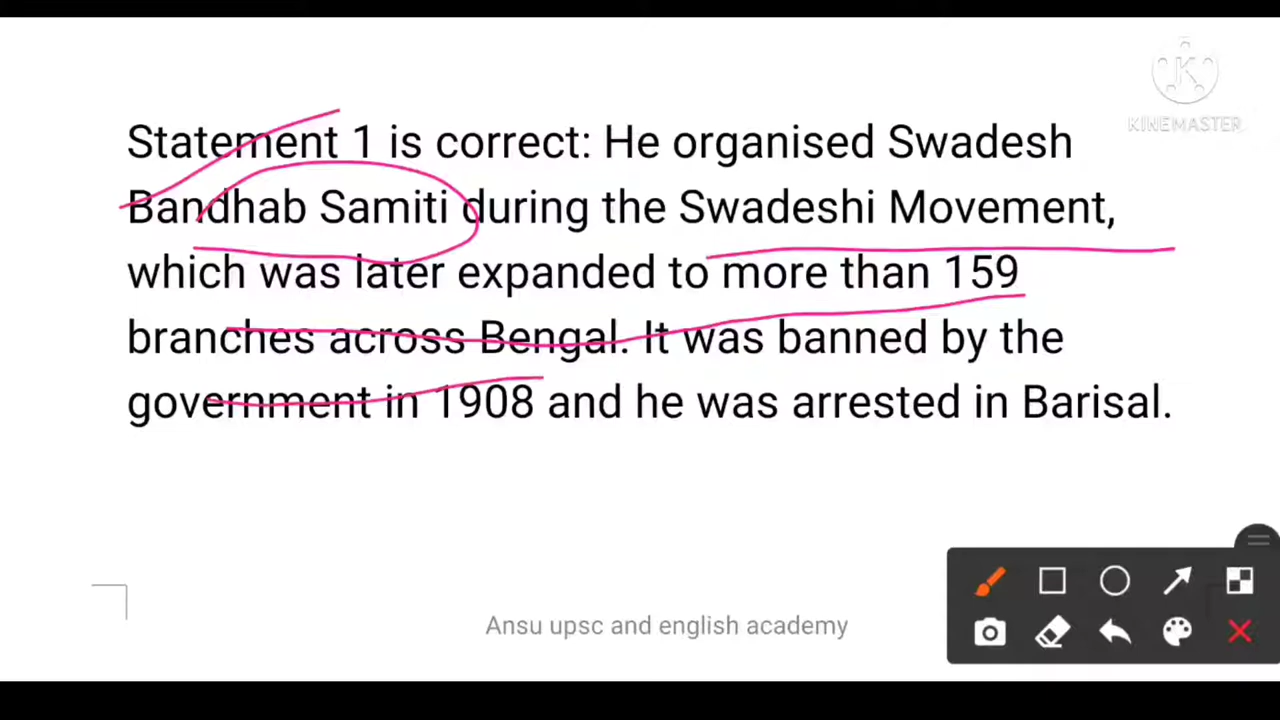 KINEMASTER
Statement 1 is correct: He organised Swadesh
Bandhab Samiti during the Swadeshi Movement,
which was later expanded to more than 159
branches across Bengal. It was banned by the
government in 1908 and he was arrested in Barisal.
Ansu upsc and english academy